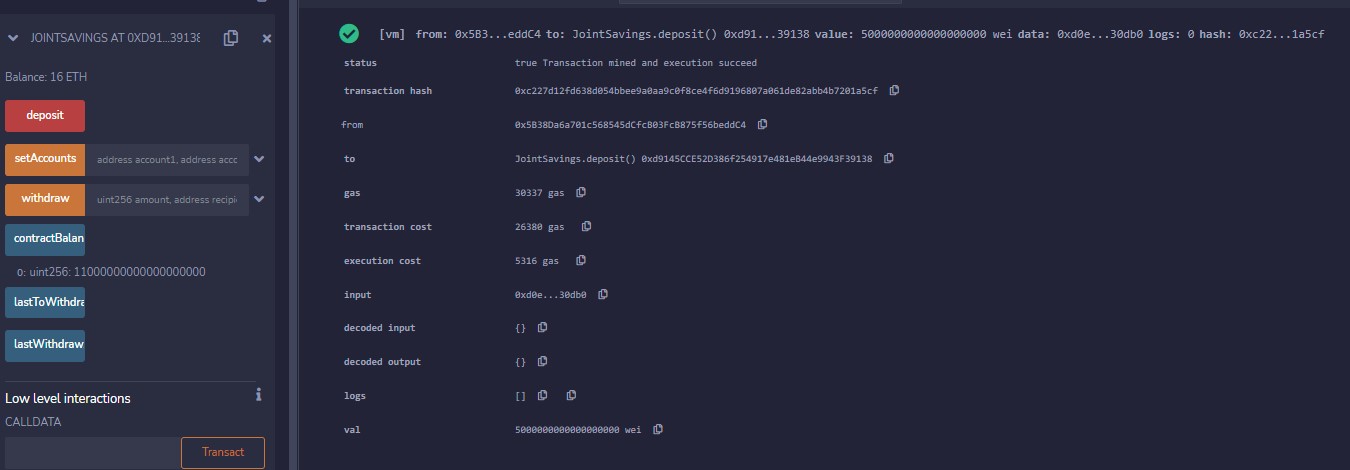 JOINTSAVINGS AT 0XD91...39138
Balance: 16 ETH
deposit
setAccounts address account1, address acco
withdraw uint256 amount, address recipi
contractBalan
0: uint256: 11000000000000000000
lastToWithdra
lastWithdraw
Low level interactions
CALLDATA
Transact
[vm] from: 0x5B3...eddC4 to: JointSavings.deposit() 0xd91...39138 value: 5000000000000000000 wei data: 0xd0e...30db0 logs: 0 hash: 0xc22...1a5cf
status true Transaction mined and execution succeed
transaction hash 0xc227d12fd638d054bbee9a0aa9c0f8ce4f6d9196807a061de82abb4b7201a5cf
from 0x5B38Da6a701c568545dCfcB03FcB875f56beddC4
to JointSavings.deposit() 0xd9145CCE52D386f254917e481eB44e9943F39138
gas 30337 gas
transaction cost 26380 gas
execution cost 5316 gas
input 0xd0e...30db0
decoded input {}
decoded output {}
logs []
val 5000000000000000000 wei